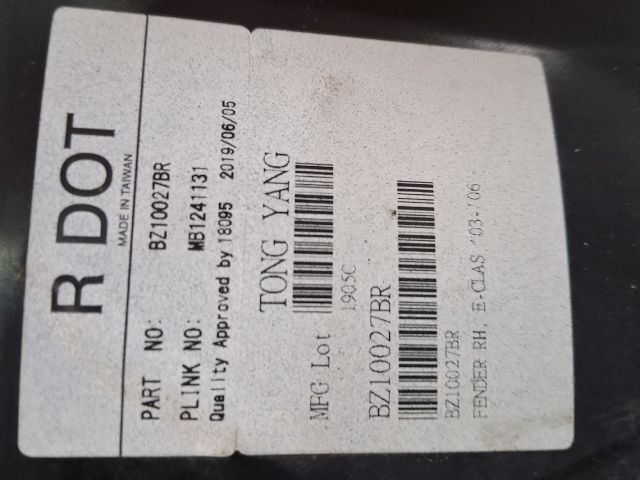 R DOT
MADE IN TAIWAN
PART NO: BZ10027BR
PLINK NO: MB1241131
Quality Approved by 18095 2019/06/05
TONG YANG
MFG Lot
1905C
BZ10027BR
BZ10027BR
FENDER RH, E-CLAS '03-'06